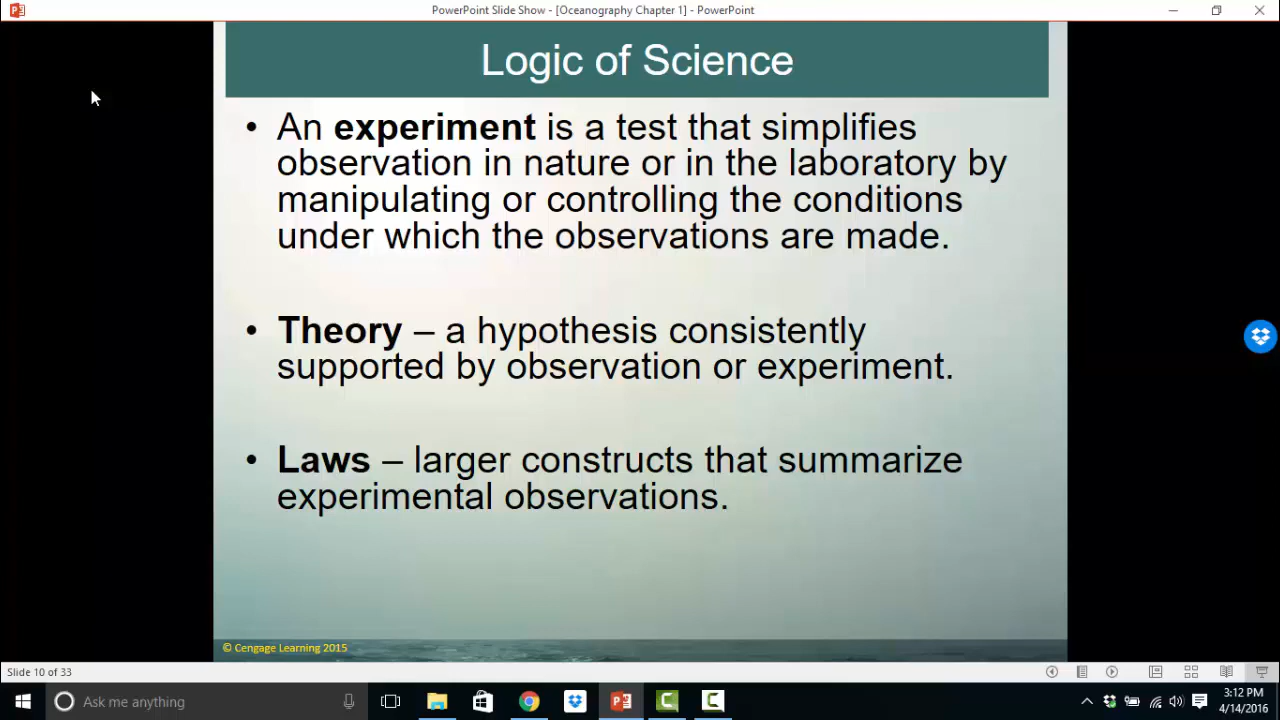 PowerPoint Slide Show - [Oceanography Chapter 1] - PowerPoint
Logic of Science
• An experiment is a test that simplifies
observation in nature or in the laboratory by
manipulating or controlling the conditions
under which the observations are made.
• Theory – a hypothesis consistently
supported by observation or experiment.
• Laws – larger constructs that summarize
experimental observations.
© Cengage Learning 2015
Slide 10 of 33
Ask me anything
3:12 PM
4/14/2016